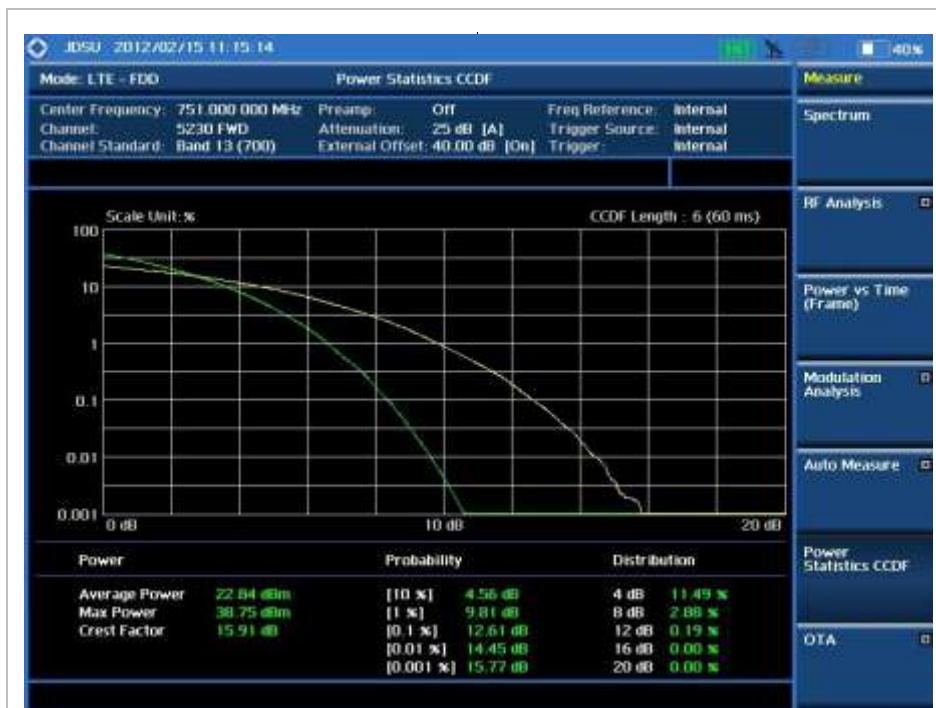 JDSU 2012/02/15 11:15:14
40%
Mode: LTE - FDD
Power Statistics CCDF
Measure
Center Frequency: 751.000 000 MHz Preamp: Off Freq Reference: Internal
Channel: 5230 FWD Attenuation: 25 dB [A] Trigger Source: Internal
Channel Standard: Band 13 (700) External Offset: 40.00 dB [On] Trigger: Internal
Spectrum
RF Analysis
Power vs Time
(Frame)
Modulation
Analysis
Auto Measure
Power
Statistics CCDF
OTA
Scale Unit: %
CCDF Length : 6 (60 ms)
100
10
1
0.1
0.01
0.001
0 dB
10 dB
20 dB
Power Probability Distribution
Average Power 22.84 dBm [10 %] 4.56 dB 4 dB 11.49 %
Max Power 38.75 dBm [1 %] 9.81 dB 8 dB 2.88 %
Crest Factor 15.91 dB [0.1 %] 12.61 dB 12 dB 0.19 %
[0.01 %] 14.45 dB 16 dB 0.00 %
[0.001 %] 15.77 dB 20 dB 0.00 %